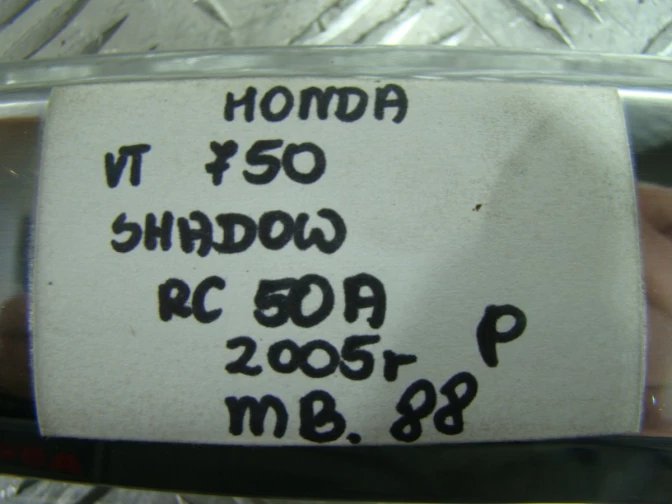 HONDA
VT 750
SHADOW
RC 50A
2005r
P
MB. 88